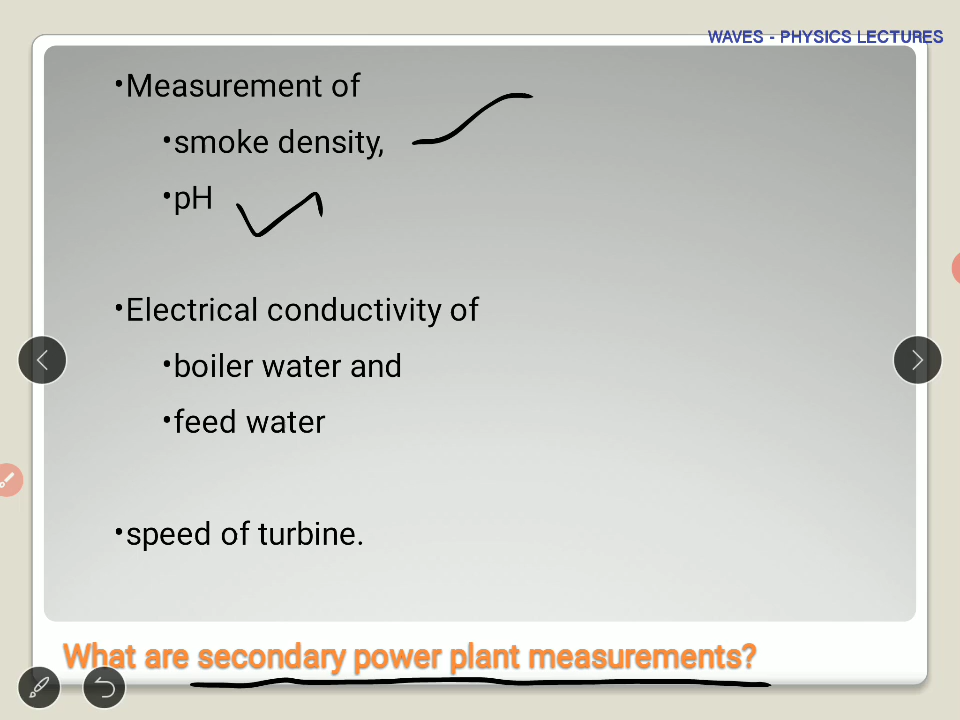 WAVES - PHYSICS LECTURES
•Measurement of
•smoke density,
•pH
•Electrical conductivity of
•boiler water and
•feed water
•speed of turbine.
What are secondary power plant measurements?